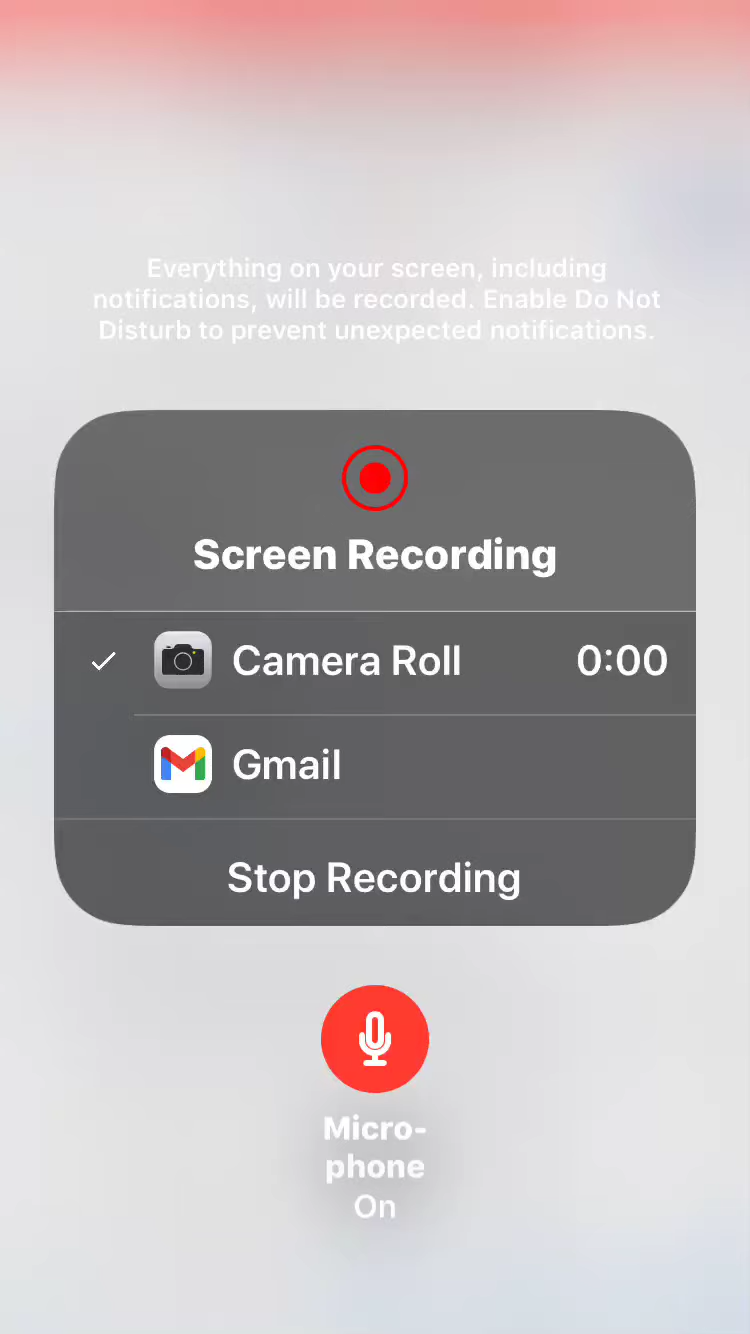 Everything on your screen, including
notifications, will be recorded. Enable Do Not
Disturb to prevent unexpected notifications.
Screen Recording
Camera Roll 0:00
Gmail
Stop Recording
Micro-
phone
On